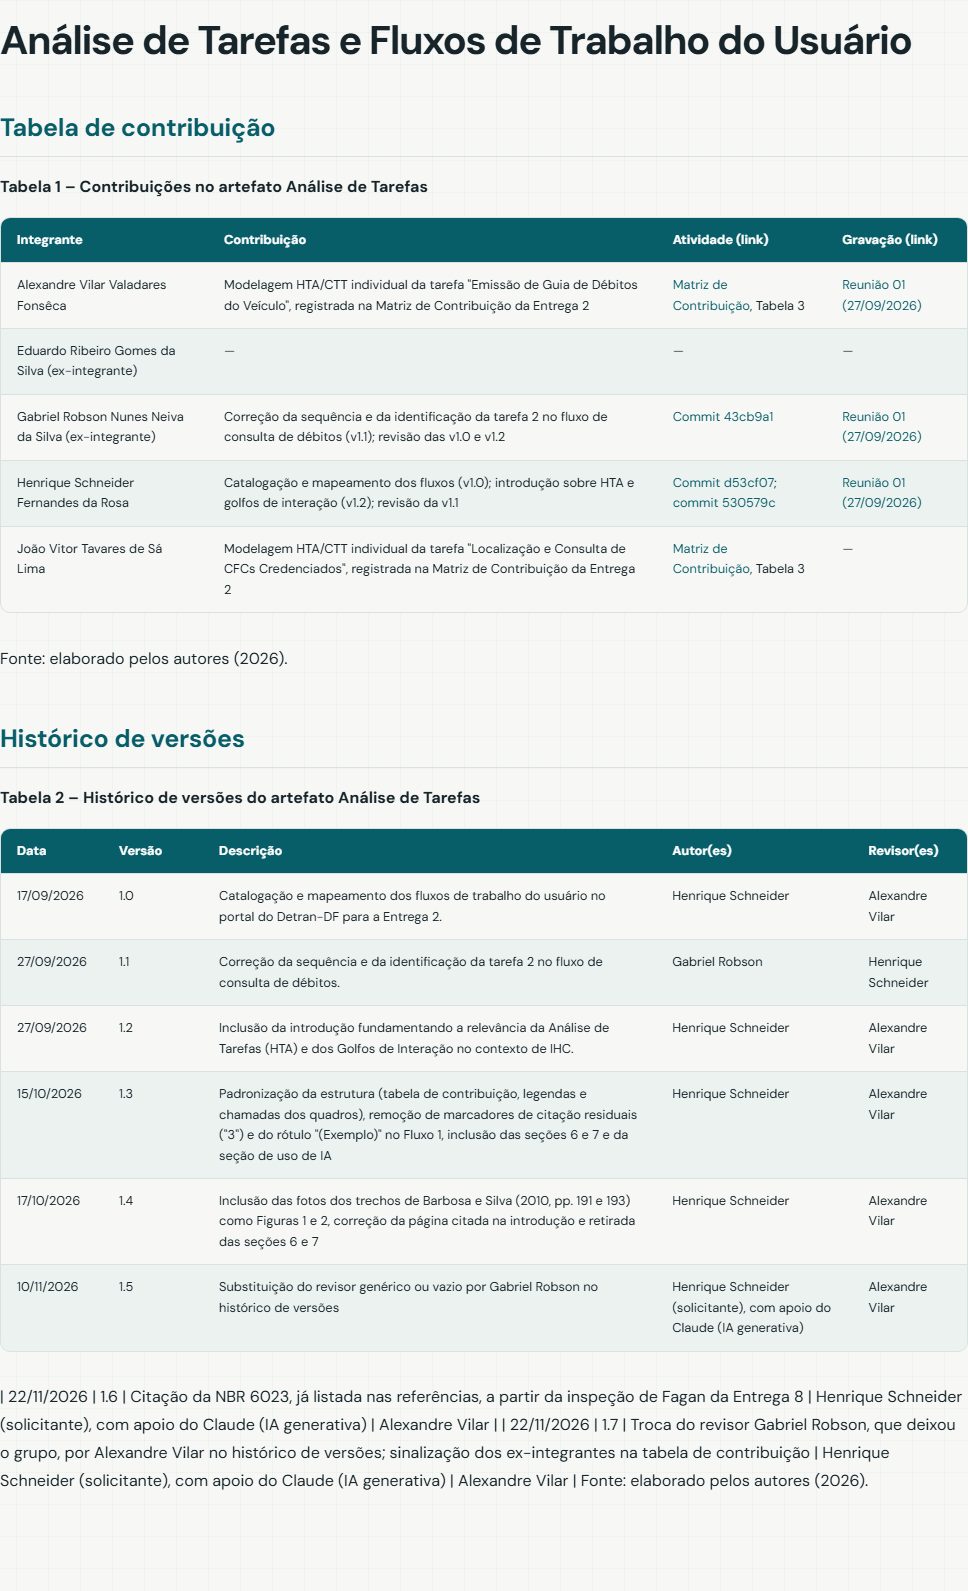 Análise de Tarefas e Fluxos de Trabalho do Usuário
Tabela de contribuição
Tabela 1 – Contribuições no artefato Análise de Tarefas
Integrante Contribuição Atividade (link) Gravação (link)
Alexandre Vilar Valadares Modelagem HTA/CTT individual da tarefa "Emissão de Guia de Débitos Matriz de Reunião 01
Fonsêca do Veículo", registrada na Matriz de Contribuição da Entrega 2 Contribuição, Tabela 3 (27/09/2026)
Eduardo Ribeiro Gomes da — — —
Silva (ex-integrante)
Gabriel Robson Nunes Neiva Correção da sequência e da identificação da tarefa 2 no fluxo de Commit 43cb9a1 Reunião 01
da Silva (ex-integrante) consulta de débitos (v1.1); revisão das v1.0 e v1.2 (27/09/2026)
Henrique Schneider Catalogação e mapeamento dos fluxos (v1.0); introdução sobre HTA e Commit d53cf07; Reunião 01
Fernandes da Rosa golfos de interação (v1.2); revisão da v1.1 commit 530579c (27/09/2026)
João Vitor Tavares de Sá Modelagem HTA/CTT individual da tarefa "Localização e Consulta de Matriz de —
Lima CFCs Credenciados", registrada na Matriz de Contribuição da Entrega Contribuição, Tabela 3
2
Fonte: elaborado pelos autores (2026).
Histórico de versões
Tabela 2 – Histórico de versões do artefato Análise de Tarefas
Data Versão Descrição Autor(es) Revisor(es)
17/09/2026 1.0 Catalogação e mapeamento dos fluxos de trabalho do usuário no Henrique Schneider Alexandre
portal do Detran-DF para a Entrega 2. Vilar
27/09/2026 1.1 Correção da sequência e da identificação da tarefa 2 no fluxo de Gabriel Robson Henrique
consulta de débitos. Schneider
27/09/2026 1.2 Inclusão da introdução fundamentando a relevância da Análise de Henrique Schneider Alexandre
Tarefas (HTA) e dos Golfos de Interação no contexto de IHC. Vilar
15/10/2026 1.3 Padronização da estrutura (tabela de contribuição, legendas e Henrique Schneider Alexandre
chamadas dos quadros), remoção de marcadores de citação residuais Vilar
("3") e do rótulo "(Exemplo)" no Fluxo 1, inclusão das seções 6 e 7 e da
seção de uso de IA
17/10/2026 1.4 Inclusão das fotos dos trechos de Barbosa e Silva (2010, pp. 191 e 193) Henrique Schneider Alexandre
como Figuras 1 e 2, correção da página citada na introdução e retirada Vilar
das seções 6 e 7
10/11/2026 1.5 Substituição do revisor genérico ou vazio por Gabriel Robson no Henrique Schneider Alexandre
histórico de versões (solicitante), com apoio do Vilar
Claude (IA generativa)
| 22/11/2026 | 1.6 | Citação da NBR 6023, já listada nas referências, a partir da inspeção de Fagan da Entrega 8 | Henrique Schneider
(solicitante), com apoio do Claude (IA generativa) | Alexandre Vilar | | 22/11/2026 | 1.7 | Troca do revisor Gabriel Robson, que deixou
o grupo, por Alexandre Vilar no histórico de versões; sinalização dos ex-integrantes na tabela de contribuição | Henrique
Schneider (solicitante), com apoio do Claude (IA generativa) | Alexandre Vilar | Fonte: elaborado pelos autores (2026).